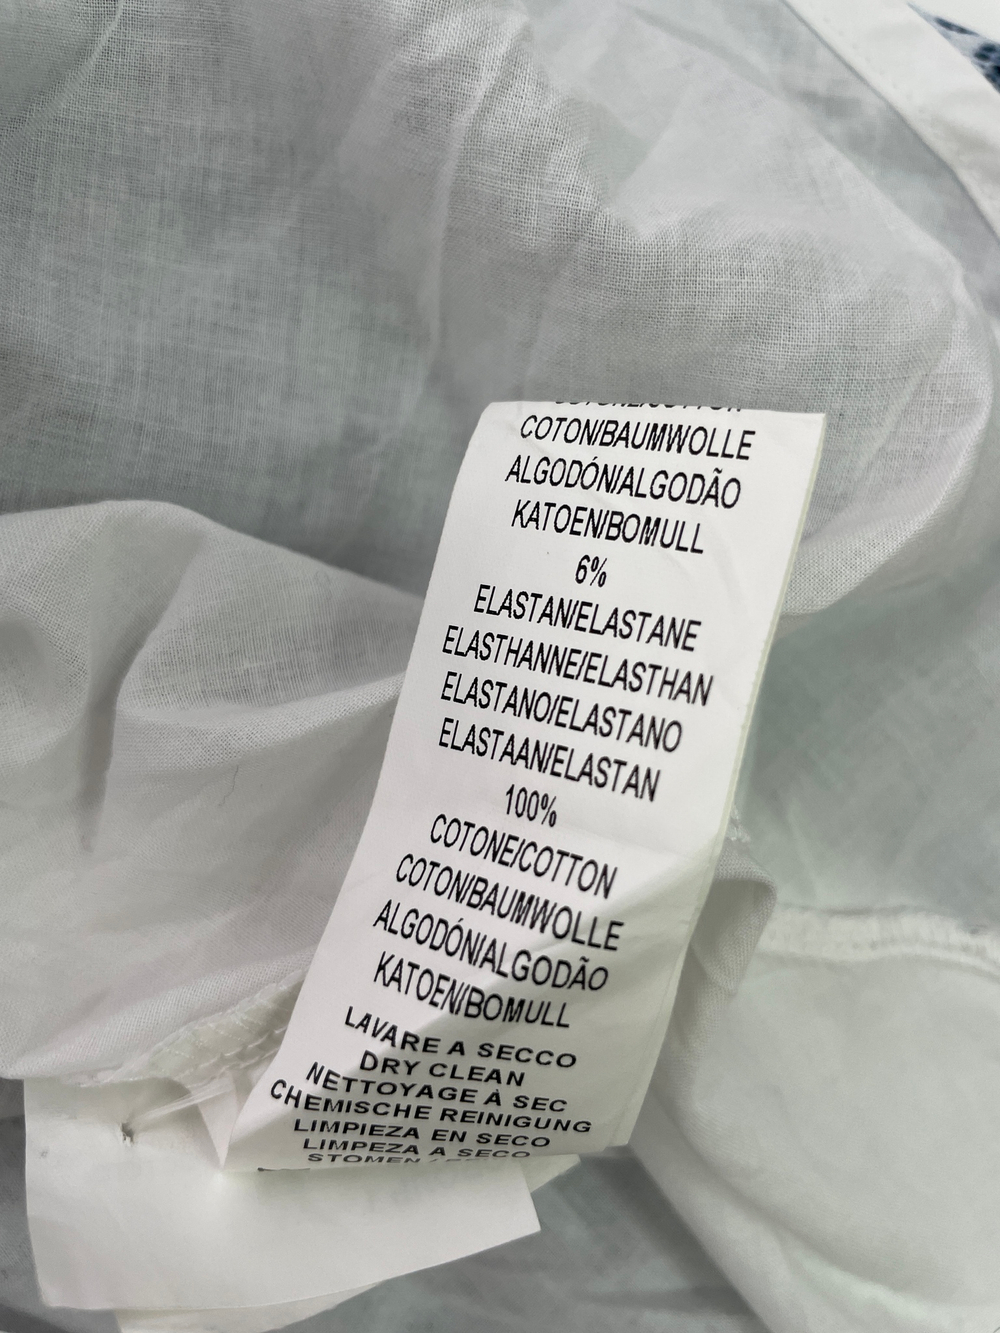 COTON/BAUMWOLLE
ALGODÓN/ALGODÃO
KATOEN/BOMULL
6%
ELASTAN/ELASTANE
ELASTHANNE/ELASTHAN
ELASTANO/ELASTANO
ELASTAAN/ELASTAN
100%
COTONE/COTTON
COTON/BAUMWOLLE
ALGODÓN/ALGODÃO
KATOEN/BOMULL
LAVARE A SECCO
DRY CLEAN
NETTOYAGE À SEC
CHEMISCHE REINIGUNG
LIMPIEZA EN SECO
LIMPEZA A SECO
STOMEN /